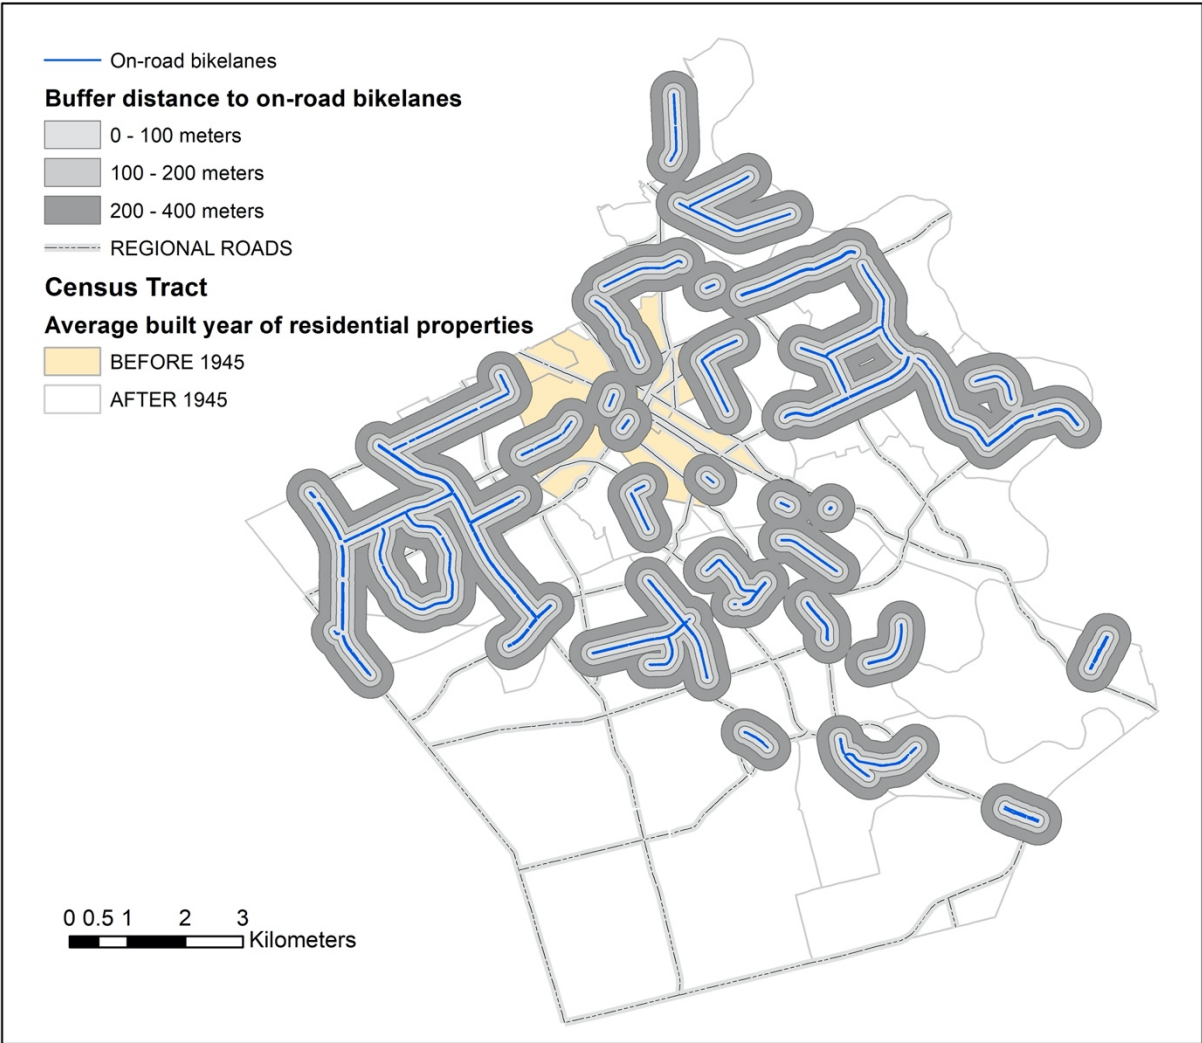 On-road bikelanes
Buffer distance to on-road bikelanes
0 - 100 meters
100 - 200 meters
200 - 400 meters
REGIONAL ROADS
Census Tract
Average built year of residential properties
BEFORE 1945
AFTER 1945
0 0.5 1 2 3
Kilometers